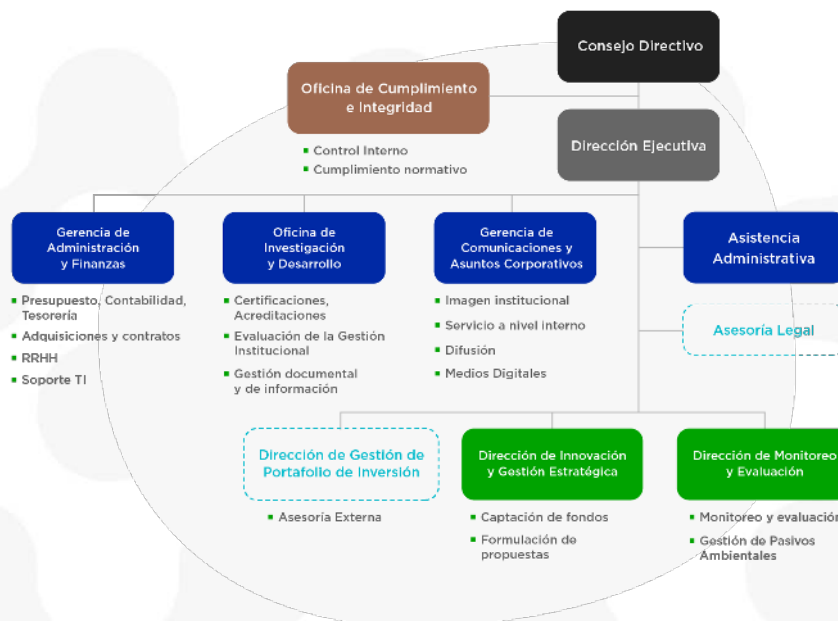 Consejo Directivo
Oficina de Cumplimiento
e Integridad
Control Interno
Cumplimiento normativo
Dirección Ejecutiva
Gerencia de
Administración
y Finanzas
Presupuesto, Contabilidad,
Tesorería
Adquisiciones y contratos
RRHH
Soporte TI
Oficina de
Investigación
y Desarrollo
Certificaciones,
Acreditaciones
Evaluación de la Gestión
Institucional
Gestión documental
y de información
Gerencia de
Comunicaciones y
Asuntos Corporativos
Imagen institucional
Servicio a nivel interno
Difusión
Medios Digitales
Asistencia
Administrativa
Asesoría Legal
Dirección de Gestión de
Portafolio de Inversión
Asesoría Externa
Dirección de Innovación
y Gestión Estratégica
Captación de fondos
Formulación de
propuestas
Dirección de Monitoreo
y Evaluación
Monitoreo y evaluación
Gestión de Pasivos
Ambientales